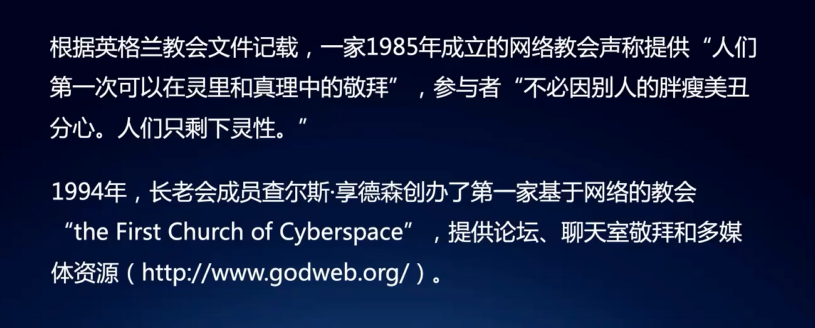 根据英格兰教会文件记载，一家1985年成立的网络教会声称提供“人们
第一次可以在灵里和真理中的敬拜”，参与者“不必因别人的胖瘦美丑
分心。人们只剩下灵性。”
1994年，长老会成员查尔斯·享德森创办了第一家基于网络的教会
“the First Church of Cyberspace”，提供论坛、聊天室敬拜和多媒
体资源（http://www.godweb.org/）。